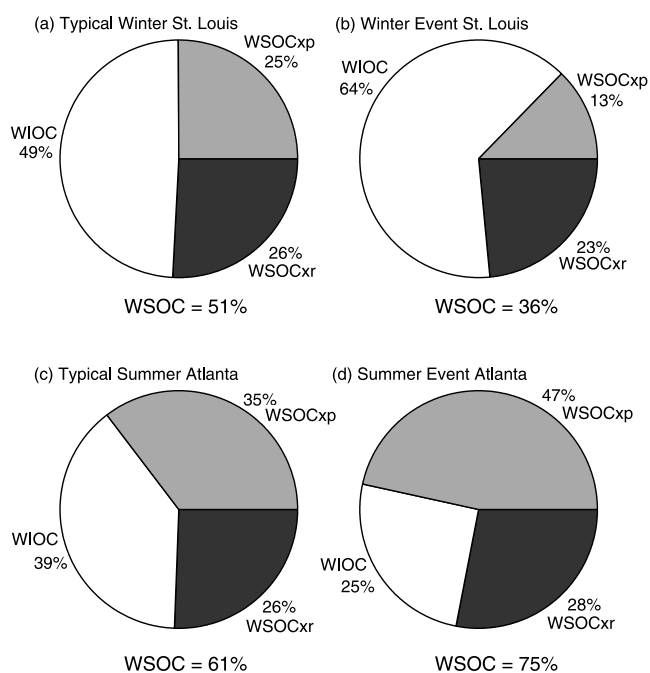 (a) Typical Winter St. Louis
WSOCxp
25%
WIOC
49%
26%
WSOCxr
WSOC = 51%
(b) Winter Event St. Louis
WIOC
64%
WSOCxp
13%
23%
WSOCxr
WSOC = 36%
(c) Typical Summer Atlanta
35%
WSOCxp
WIOC
39%
26%
WSOCxr
WSOC = 61%
(d) Summer Event Atlanta
47%
WSOCxp
WIOC
25%
28%
WSOCxr
WSOC = 75%